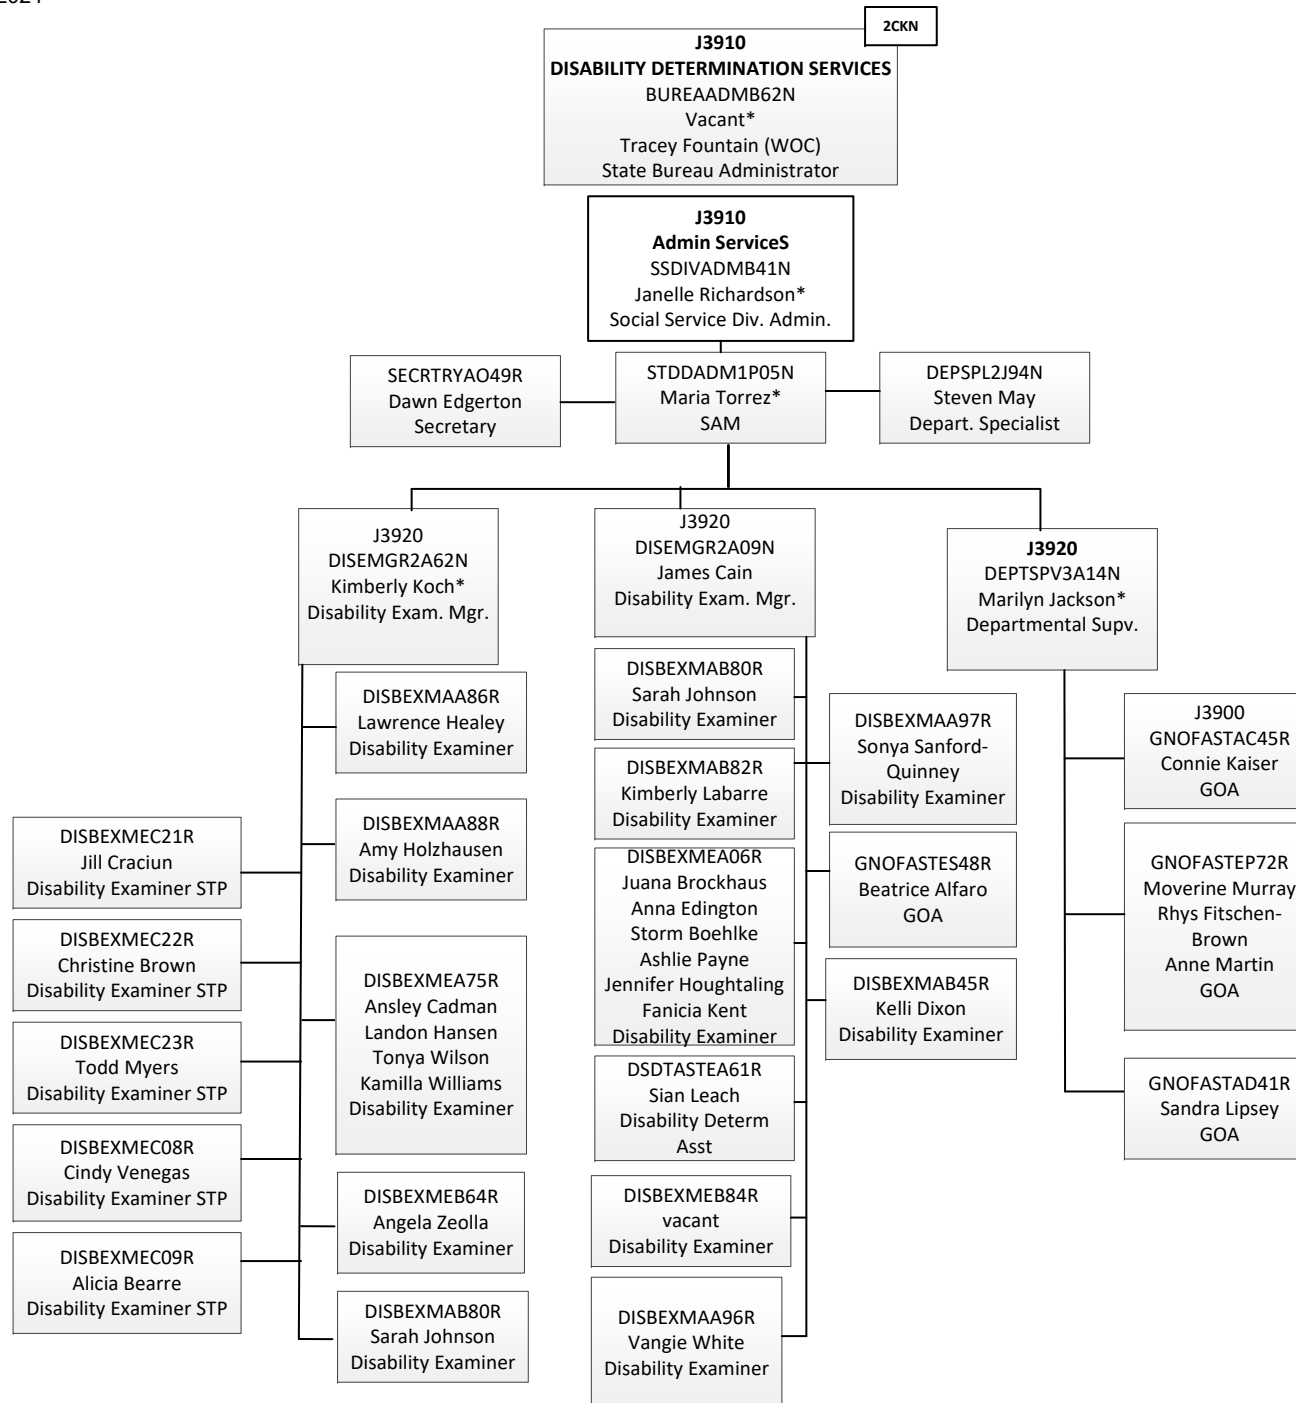 2CKN
J3910
DISABILITY DETERMINATION SERVICES
BUREAADMB62N
Vacant*
Tracey Fountain (WOC)
State Bureau Administrator
J3910
Admin ServiceS
SSDIVADMB41N
Janelle Richardson*
Social Service Div. Admin.
SECRTRYAO49R
Dawn Edgerton
Secretary
STDDADM1P05N
Maria Torrez*
SAM
DEPSPL2J94N
Steven May
Depart. Specialist
J3920
DISEMGR2A62N
Kimberly Koch*
Disability Exam. Mgr.
J3920
DISEMGR2A09N
James Cain
Disability Exam. Mgr.
J3920
DEPTSPV3A14N
Marilyn Jackson*
Departmental Supv.
DISBEXMEC21R
Jill Craciun
Disability Examiner STP
DISBEXMEC22R
Christine Brown
Disability Examiner STP
DISBEXMEC23R
Todd Myers
Disability Examiner STP
DISBEXMEC08R
Cindy Venegas
Disability Examiner STP
DISBEXMEC09R
Alicia Bearre
Disability Examiner STP
DISBEXMAA86R
Lawrence Healey
Disability Examiner
DISBEXMAA88R
Amy Holzhausen
Disability Examiner
DISBEXMEA75R
Ansley Cadman
Landon Hansen
Tonya Wilson
Kamilla Williams
Disability Examiner
DISBEXMEB64R
Angela Zeolla
Disability Examiner
DISBEXMAB80R
Sarah Johnson
Disability Examiner
DISBEXMAB80R
Sarah Johnson
Disability Examiner
DISBEXMAB82R
Kimberly Labarre
Disability Examiner
DISBEXMEA06R
Juana Brockhaus
Anna Edington
Storm Boehlke
Ashlie Payne
Jennifer Houghtaling
Fanicia Kent
Disability Examiner
DSDTASTEA61R
Sian Leach
Disability Determ
Asst
DISBEXMEB84R
vacant
Disability Examiner
DISBEXMAA96R
Vangie White
Disability Examiner
DISBEXMAA97R
Sonya Sanford-
Quinney
Disability Examiner
GNOFASTES48R
Beatrice Alfaro
GOA
DISBEXMAB45R
Kelli Dixon
Disability Examiner
J3900
GNOFASTAC45R
Connie Kaiser
GOA
GNOFASTEP72R
Moverine Murray
Rhys Fitschen-
Brown
Anne Martin
GOA
GNOFASTAD41R
Sandra Lipsey
GOA